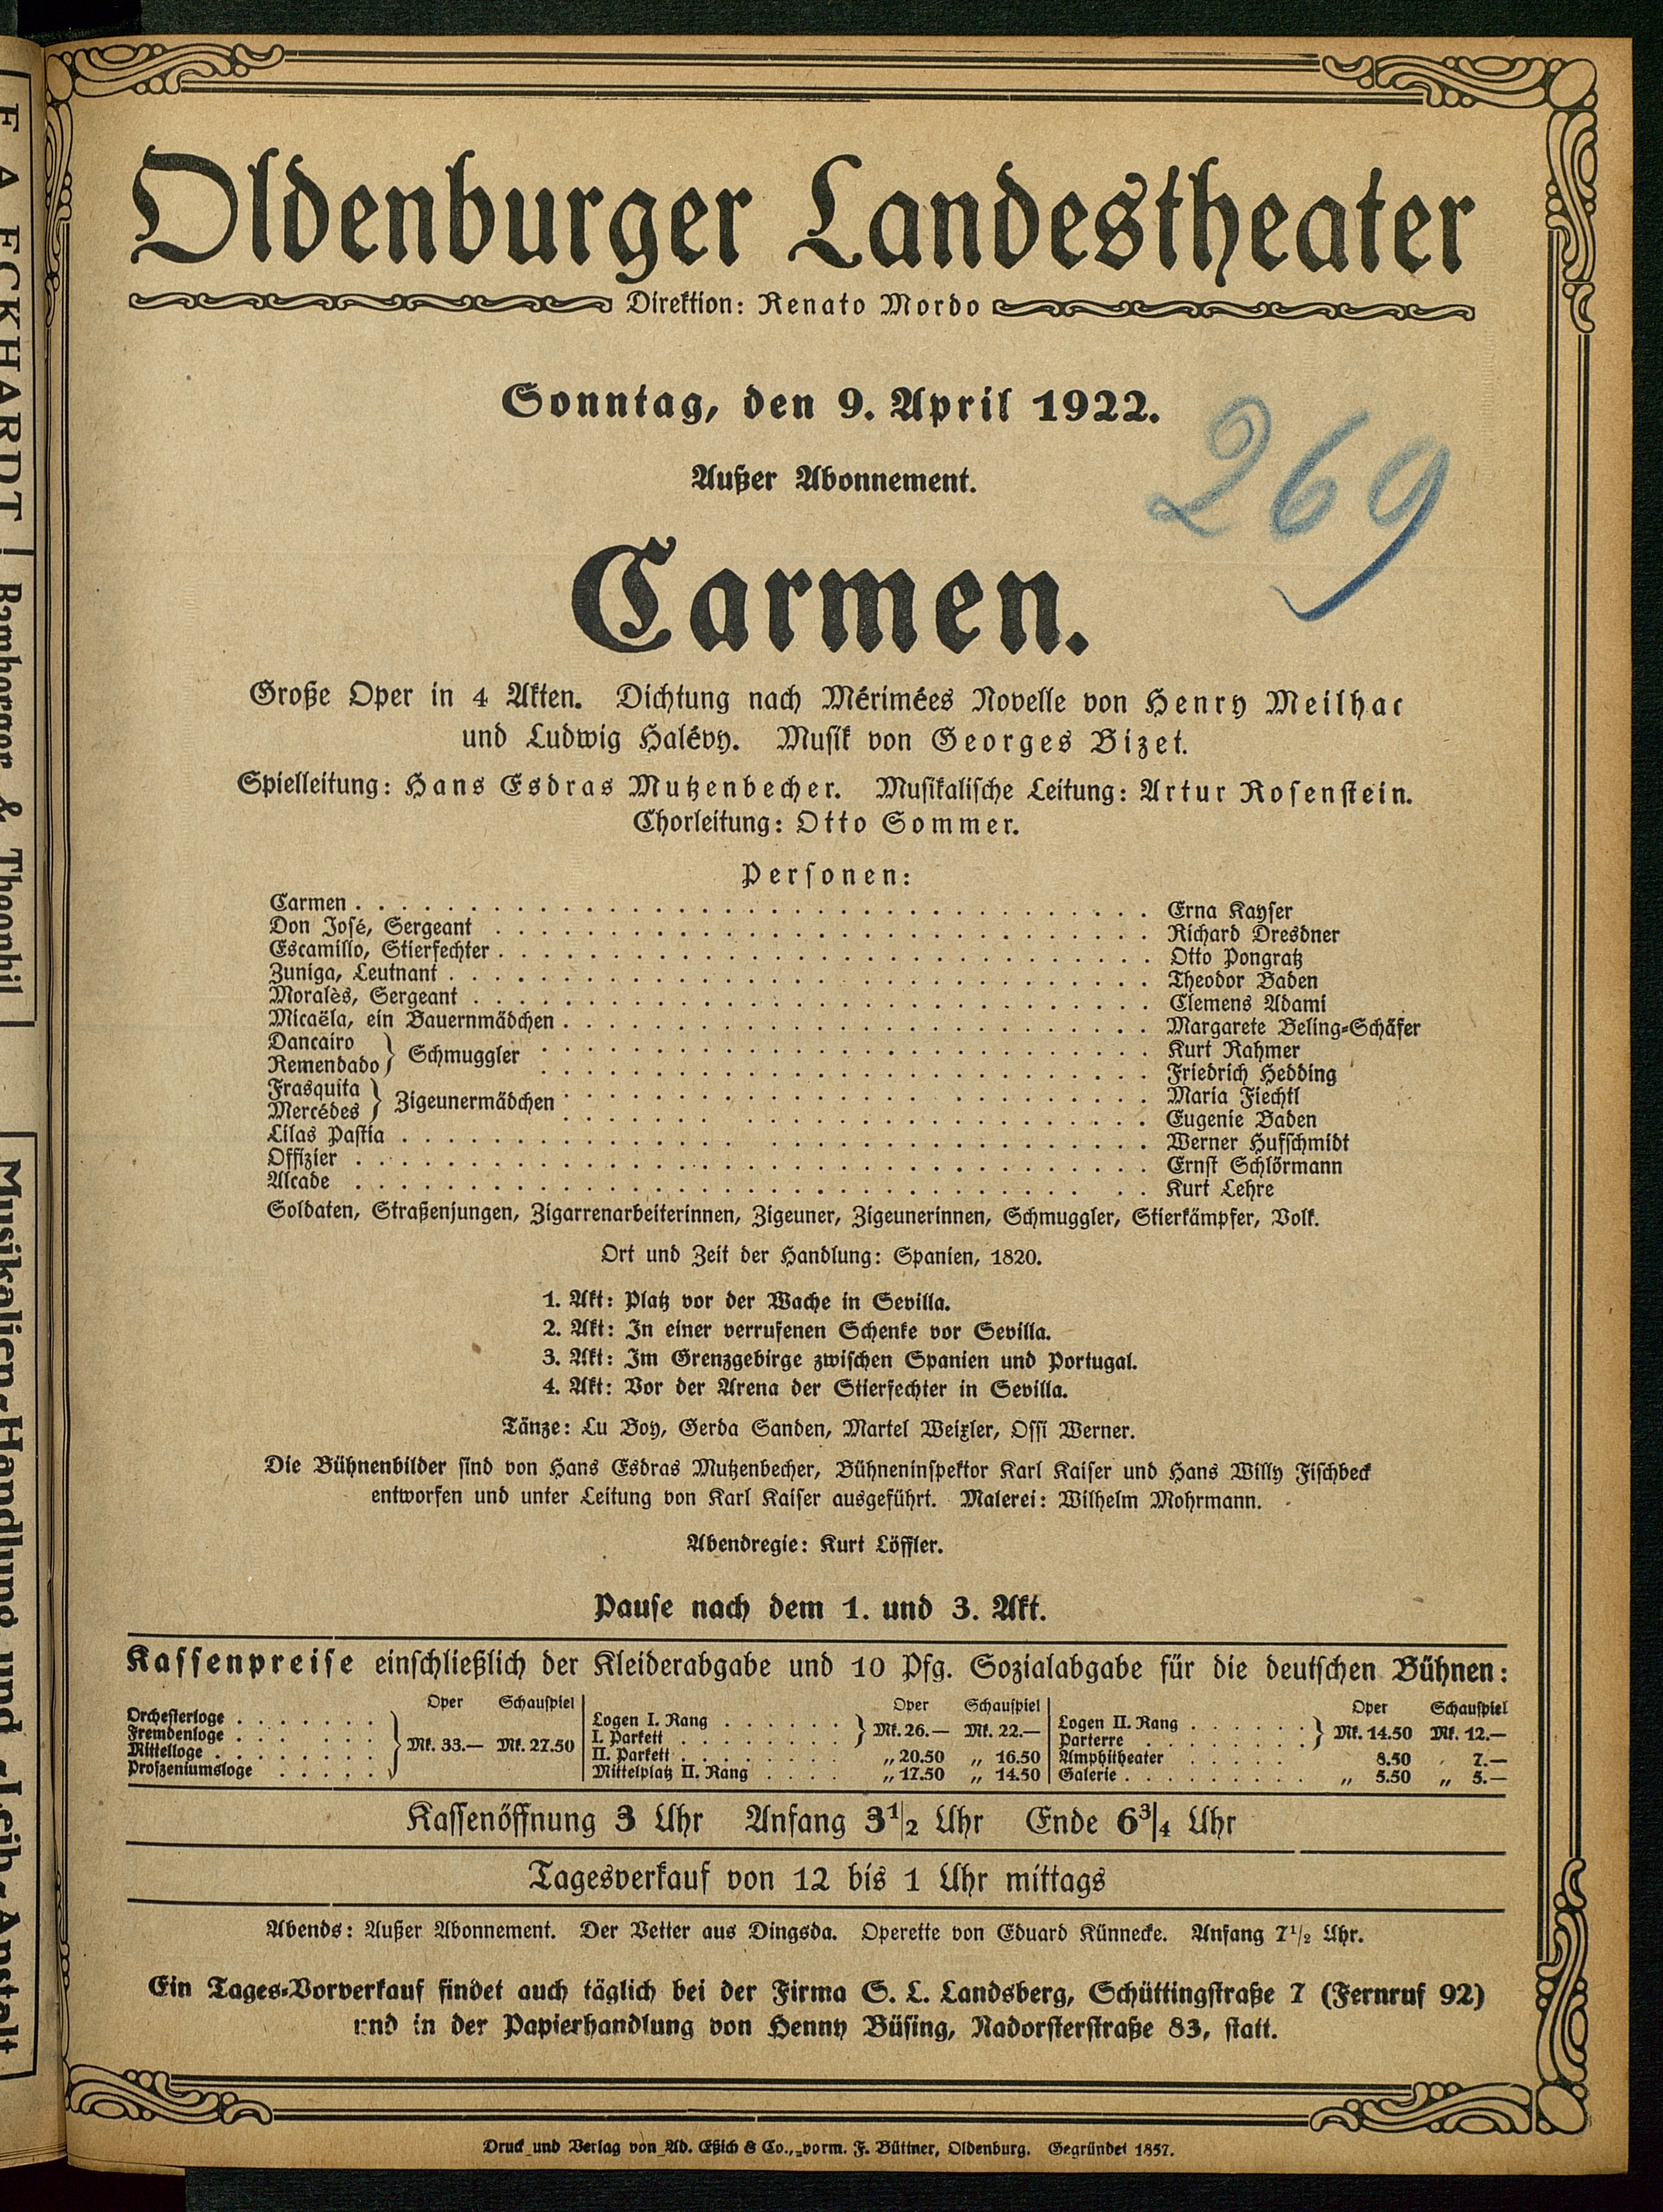 Oldenburger Landestheater
Direktion: Renato Mordo
Sonntag, den 9. April 1922.
269
Außer Abonnement.
Carmen.
Große Oper in 4 Akten. Dichtung nach Mérimées Novelle von Henry Meilhac
und Ludwig Halévy. Musik von Georges Bizet.
Spielleitung: Hans Esdras Mutzenbecher. Musikalische Leitung: Artur Rosenstein.
Chorleitung: Otto Sommer.
Personen:
Carmen . . . Erna Kayser
Don José, Sergeant . . . Richard Dresdner
Escamillo, Stierfechter . . . Otto Pongratz
Zuniga, Leutnant . . . Theodor Baden
Moralès, Sergeant . . . Clemens Adami
Micaëla, ein Bauernmädchen . . . Margarete Beling-Schäfer
Dancairo } Schmuggler . . . Kurt Rahmer
Remendado } . . . Friedrich Hedding
Frasquita } Zigeunermädchen . . . Maria Fiechtl
Mercédes } . . . Eugenie Baden
Lilas Pastia . . . Werner Hufschmidt
Offizier . . . Ernst Schlörmann
Alcade . . . Kurt Lehre
Soldaten, Straßenjungen, Zigarrenarbeiterinnen, Zigeuner, Zigeunerinnen, Schmuggler, Stierkämpfer, Volk.
Ort und Zeit der Handlung: Spanien, 1820.
1. Akt: Platz vor der Wache in Sevilla.
2. Akt: In einer verrufenen Schenke vor Sevilla.
3. Akt: Im Grenzgebirge zwischen Spanien und Portugal.
4. Akt: Vor der Arena der Stierfechter in Sevilla.
Tänze: Lu Boy, Gerda Sanden, Martel Weixler, Ossi Werner.
Die Bühnenbilder sind von Hans Esdras Mutzenbecher, Bühneninspektor Karl Kaiser und Hans Willy Fischbeck
entworfen und unter Leitung von Karl Kaiser ausgeführt. Malerei: Wilhelm Mohrmann.
Abendregie: Kurt Löffler.
Pause nach dem 1. und 3. Akt.
Kassenpreise einschließlich der Kleiderabgabe und 10 Pfg. Sozialabgabe für die deutschen Bühnen:
Oper Schauspiel
Orchesterloge
Fremdenloge
Mittelloge
Proszeniumsloge
} Mk. 33.— Mk. 27.50
Oper Schauspiel
Logen I. Rang
I. Parkett
} Mk. 26.— Mk. 22.—
II. Parkett . . . „ 20.50 „ 16.50
Mittelplatz II. Rang . . . „ 17.50 „ 14.50
Oper Schauspiel
Logen II. Rang
Parterre
} Mk. 14.50 Mk. 12.—
Amphitheater . . . 8.50 „ 7.—
Galerie . . . „ 5.50 „ 5.—
Kassenöffnung 3 Uhr Anfang 3½ Uhr Ende 6¾ Uhr
Tagesverkauf von 12 bis 1 Uhr mittags
Abends: Außer Abonnement. Der Vetter aus Dingsda. Operette von Eduard Künnecke. Anfang 7½ Uhr.
Ein Tages-Vorverkauf findet auch täglich bei der Firma S. L. Landsberg, Schüttingstraße 7 (Fernruf 92)
und in der Papierhandlung von Henny Büsing, Nadorsterstraße 83, statt.
Druck und Verlag von Ad. Eßich & Co., vorm. F. Büttner, Oldenburg. Gegründet 1857.
F. A. ECKHARDT
Bamberger & Theophil
Musikalien-Handlung und -Leih-Anstalt